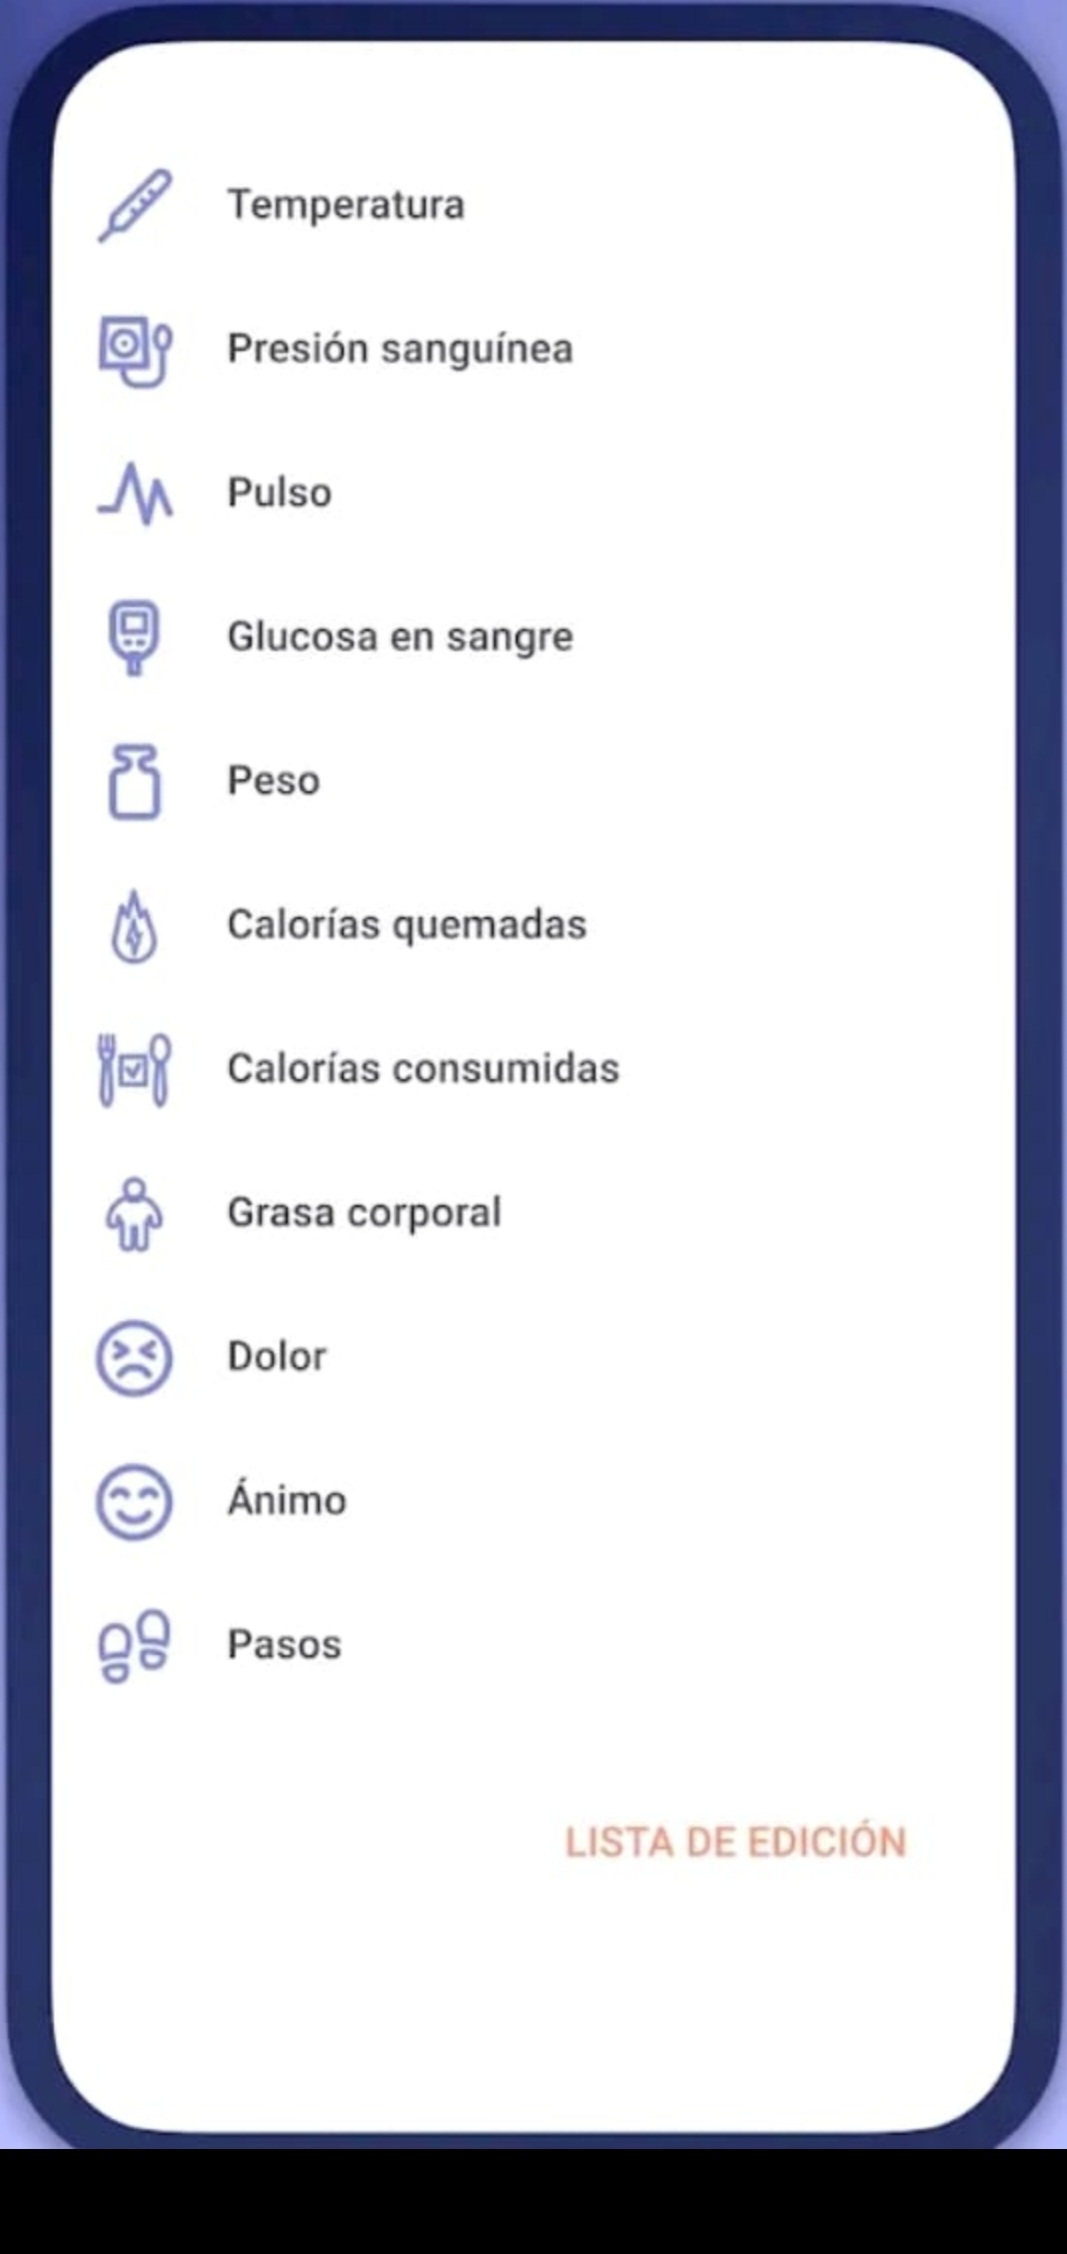 Temperatura
Presión sanguínea
Pulso
Glucosa en sangre
Peso
Calorías quemadas
Calorías consumidas
Grasa corporal
Dolor
Ánimo
Pasos
LISTA DE EDICIÓN